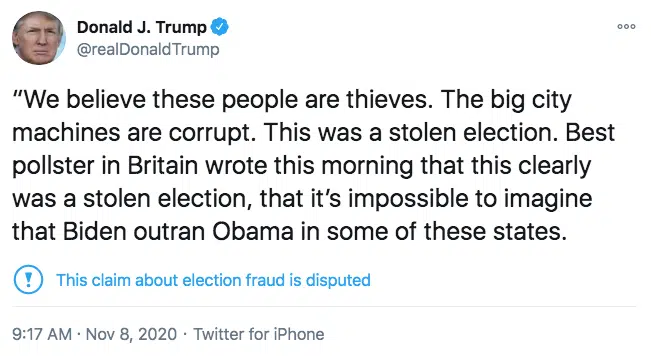 Donald J. Trump
@realDonaldTrump
“We believe these people are thieves. The big city
machines are corrupt. This was a stolen election. Best
pollster in Britain wrote this morning that this clearly
was a stolen election, that it’s impossible to imagine
that Biden outran Obama in some of these states.
This claim about election fraud is disputed
9:17 AM · Nov 8, 2020 · Twitter for iPhone